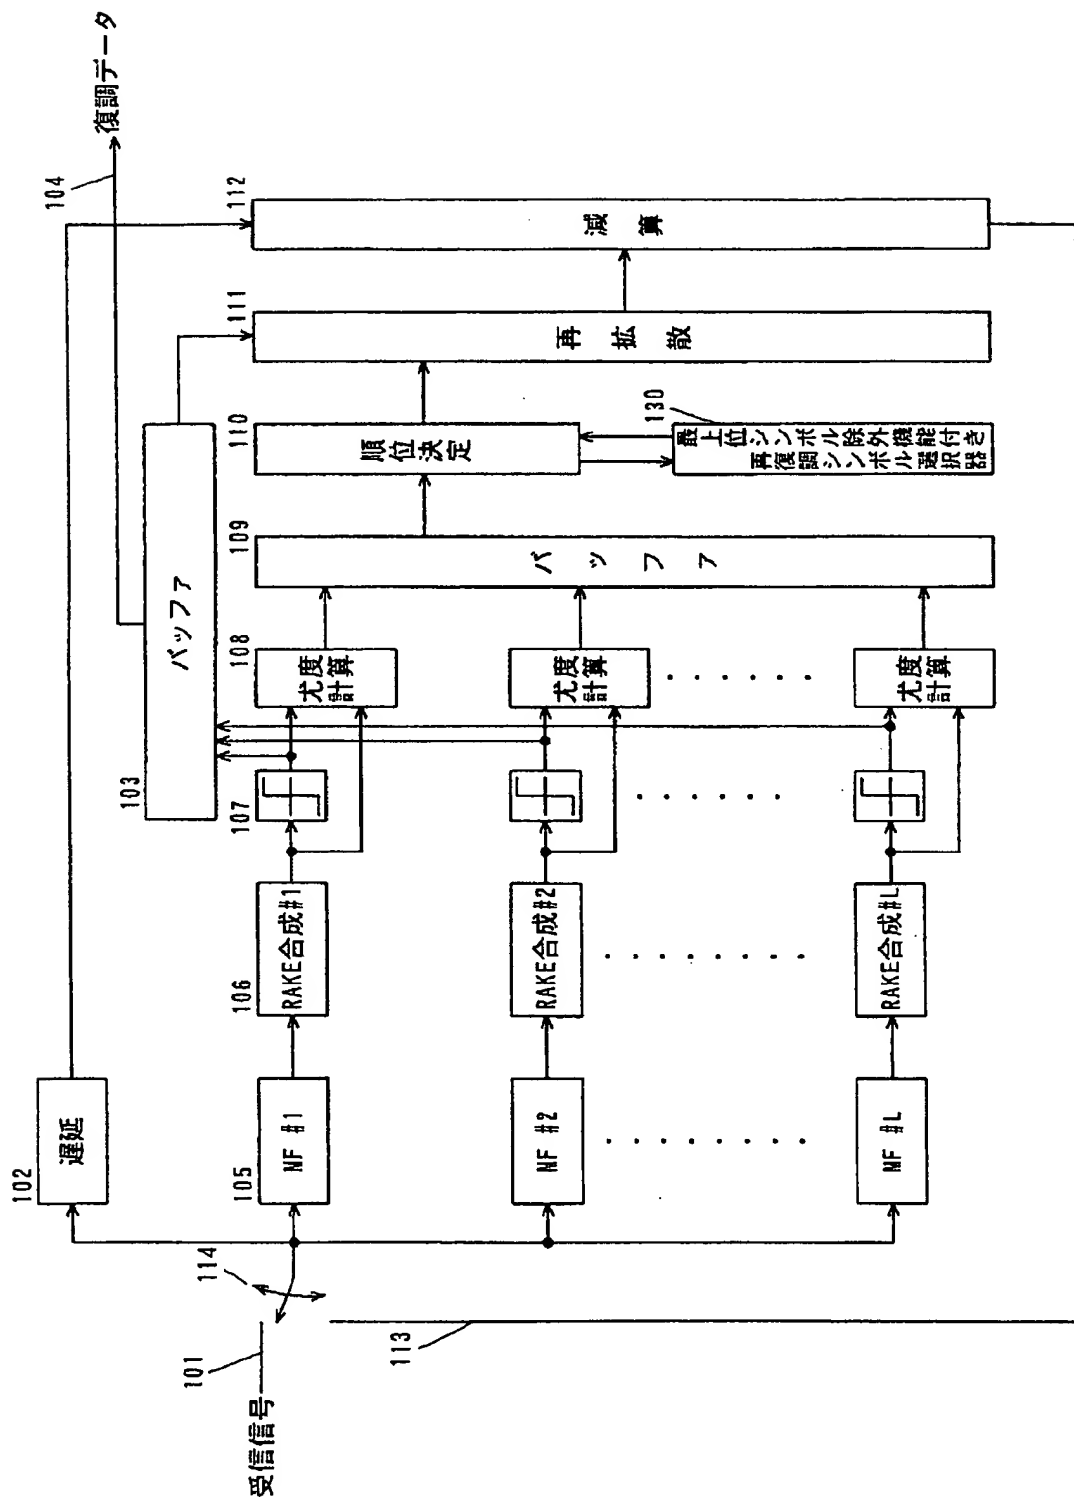 受信信号
101
114
113
102
遅延
105
NF #1
NF #2
NF #L
106
RAKE合成#1
RAKE合成#2
RAKE合成#L
107
103
バッファ
108
尤度
計算
尤度
計算
尤度
計算
109
バッファ
110
順位決定
130
最上位シンボル除外機能付き
再復調シンボル選択器
111
再拡散
112
減算
104
復調データ